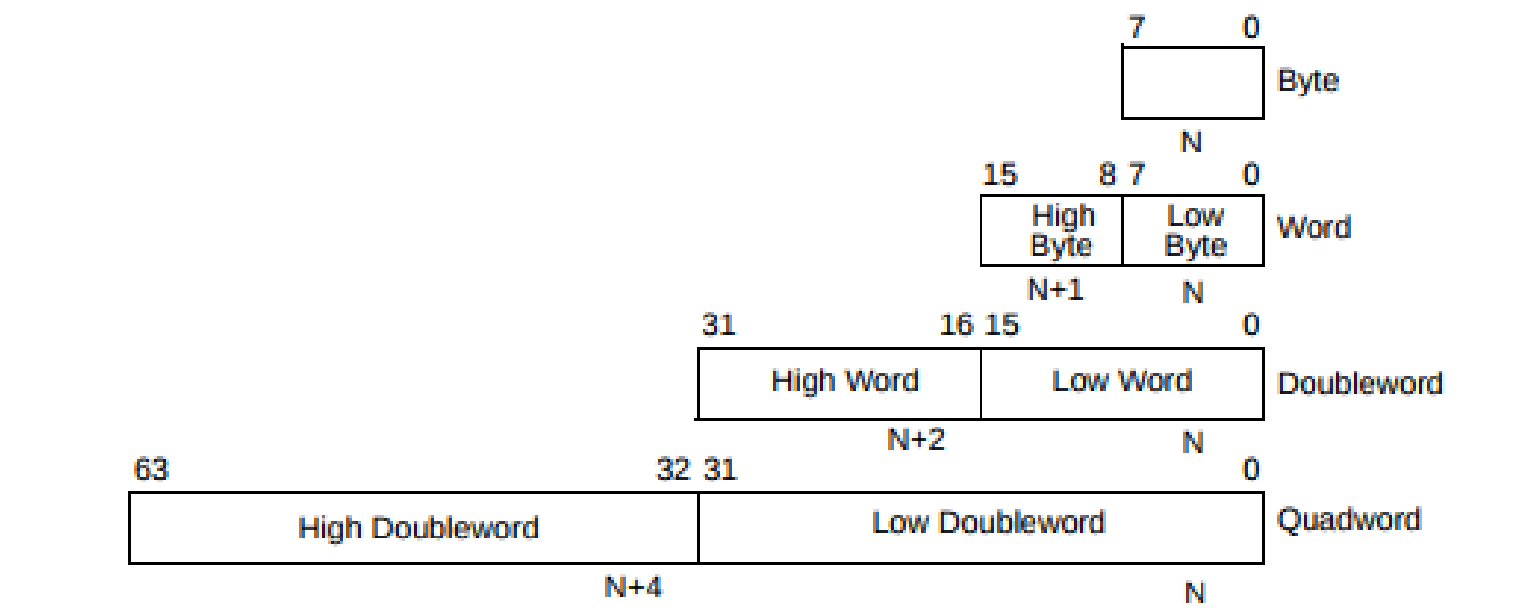 7 0
Byte
N
15 8 7 0
High Byte Low Byte Word
N+1 N
31 16 15 0
High Word Low Word Doubleword
N+2 N
63 32 31 0
High Doubleword Low Doubleword Quadword
N+4 N